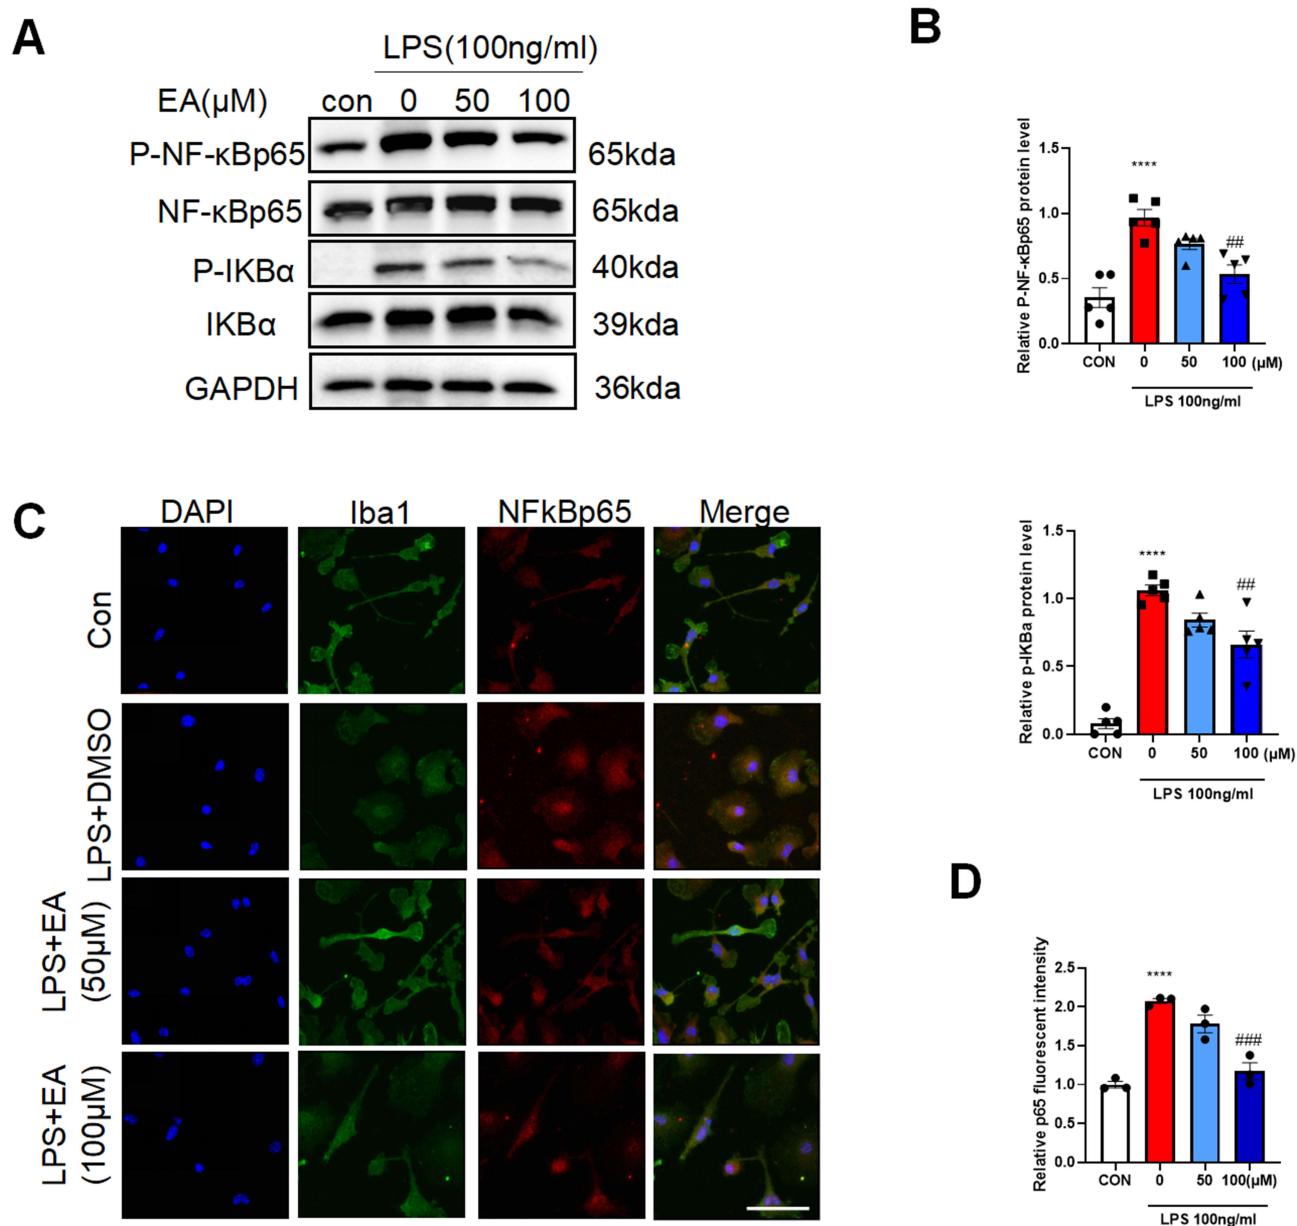 A
LPS(100ng/ml)
EA(μM) con 0 50 100
P-NF-κBp65 65kda
NF-κBp65 65kda
P-IKBα 40kda
IKBα 39kda
GAPDH 36kda
B
Relative P-NF-κBp65 protein level
1.5
1.0
0.5
0.0
****
##
CON 0 50 100 (μM)
LPS 100ng/ml
Relative p-IKBa protein level
1.5
1.0
0.5
0.0
****
##
CON 0 50 100 (μM)
LPS 100ng/ml
C
DAPI Iba1 NFkBp65 Merge
Con
LPS+DMSO
LPS+EA
(50μM)
LPS+EA
(100μM)
D
Relative p65 fluorescent intensity
2.5
2.0
1.5
1.0
0.5
0.0
****
###
CON 0 50 100(μM)
LPS 100ng/ml